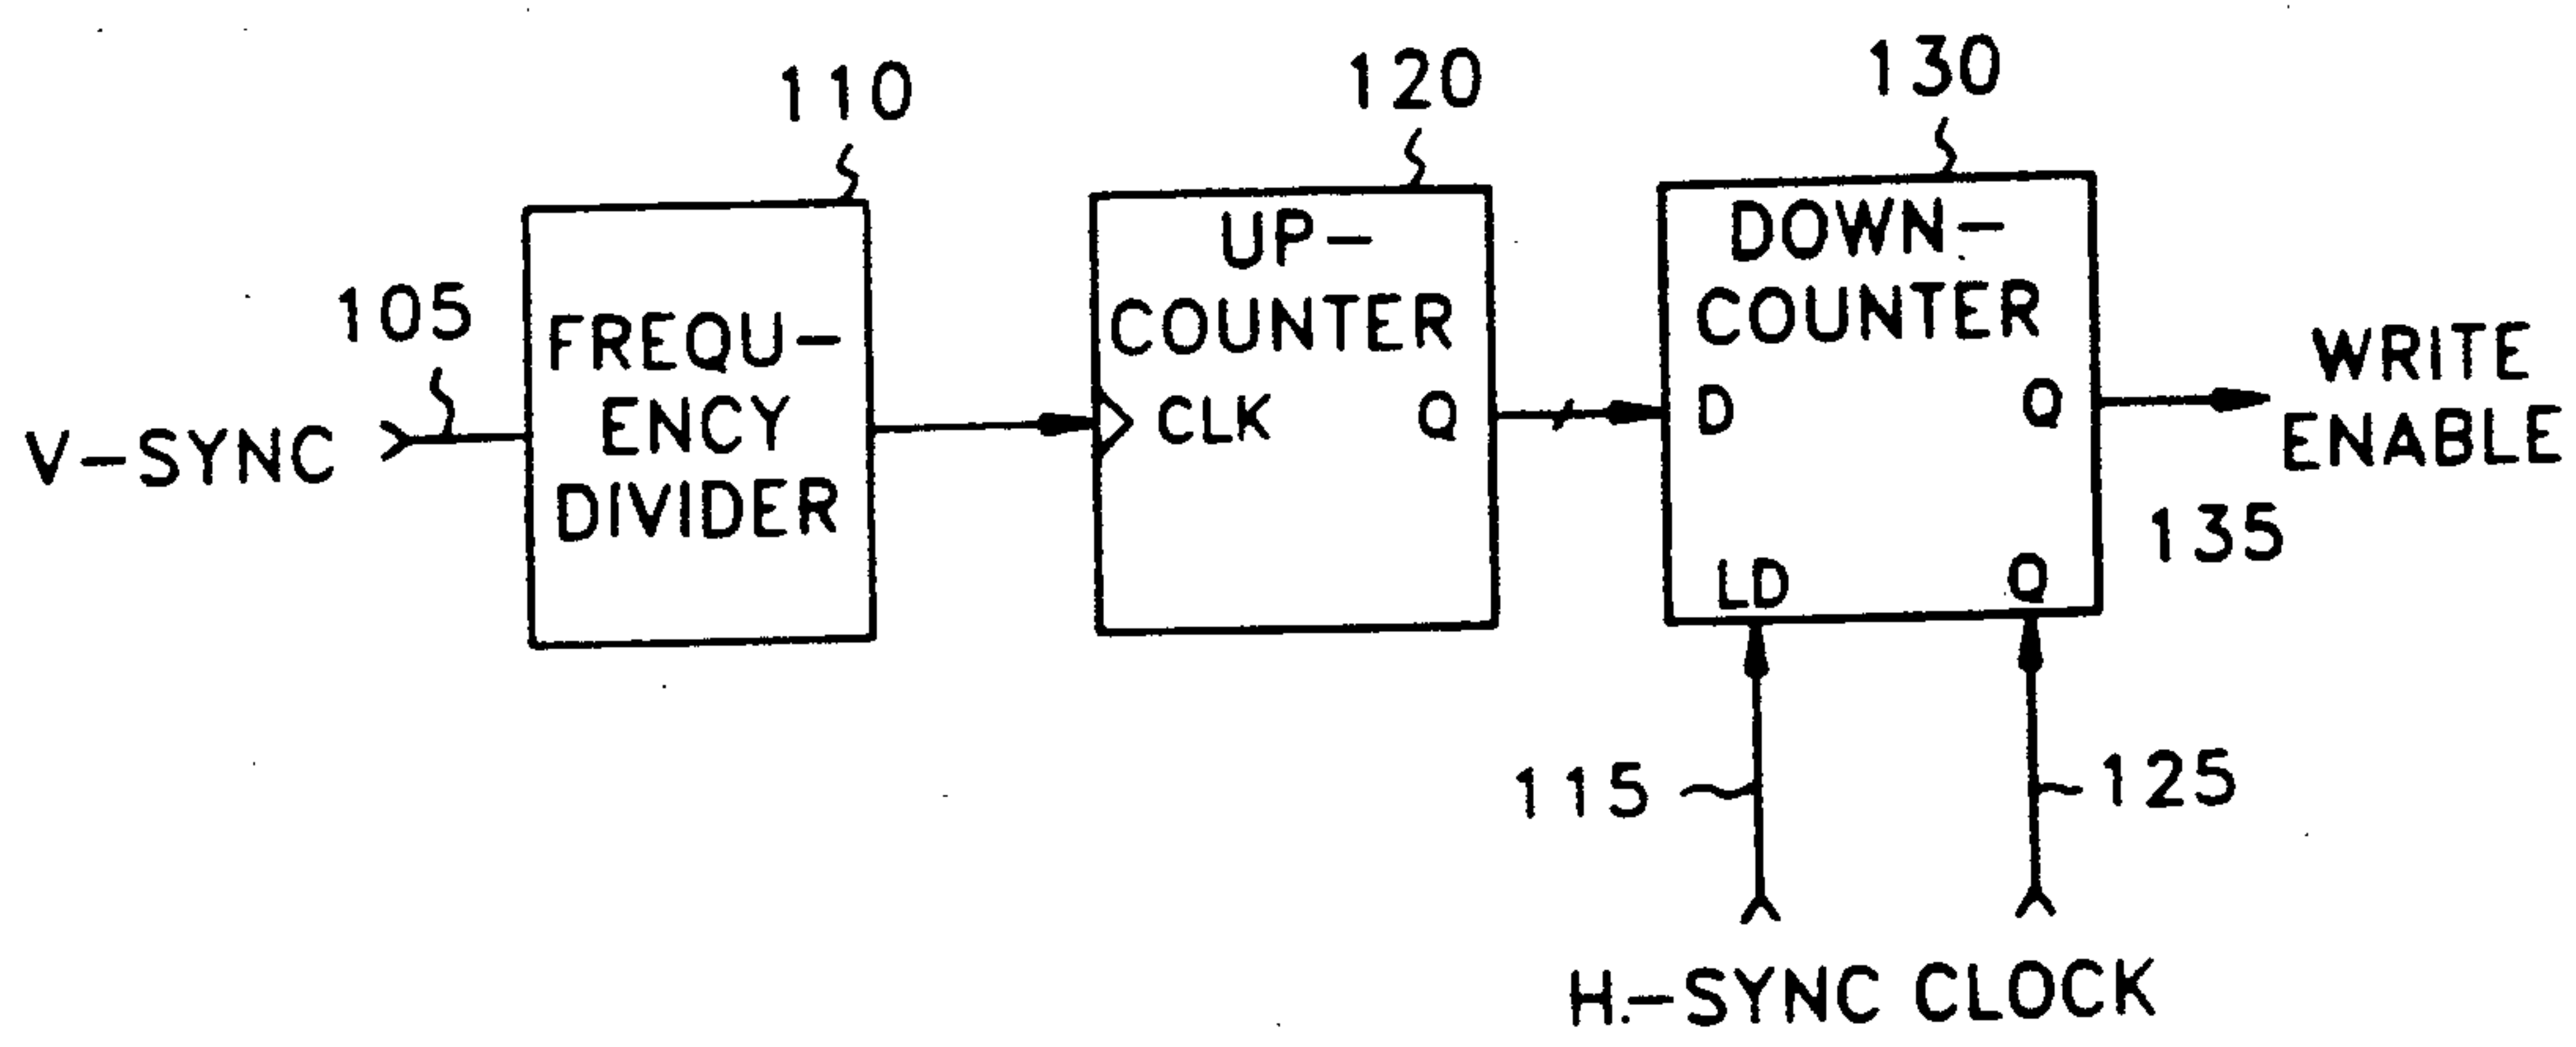 110
120
130
105
V-SYNC
FREQU-
ENCY
DIVIDER
UP-
COUNTER
CLK
Q
DOWN-
COUNTER
D
Q
LD
Q
WRITE
ENABLE
135
115
125
H.-SYNC CLOCK